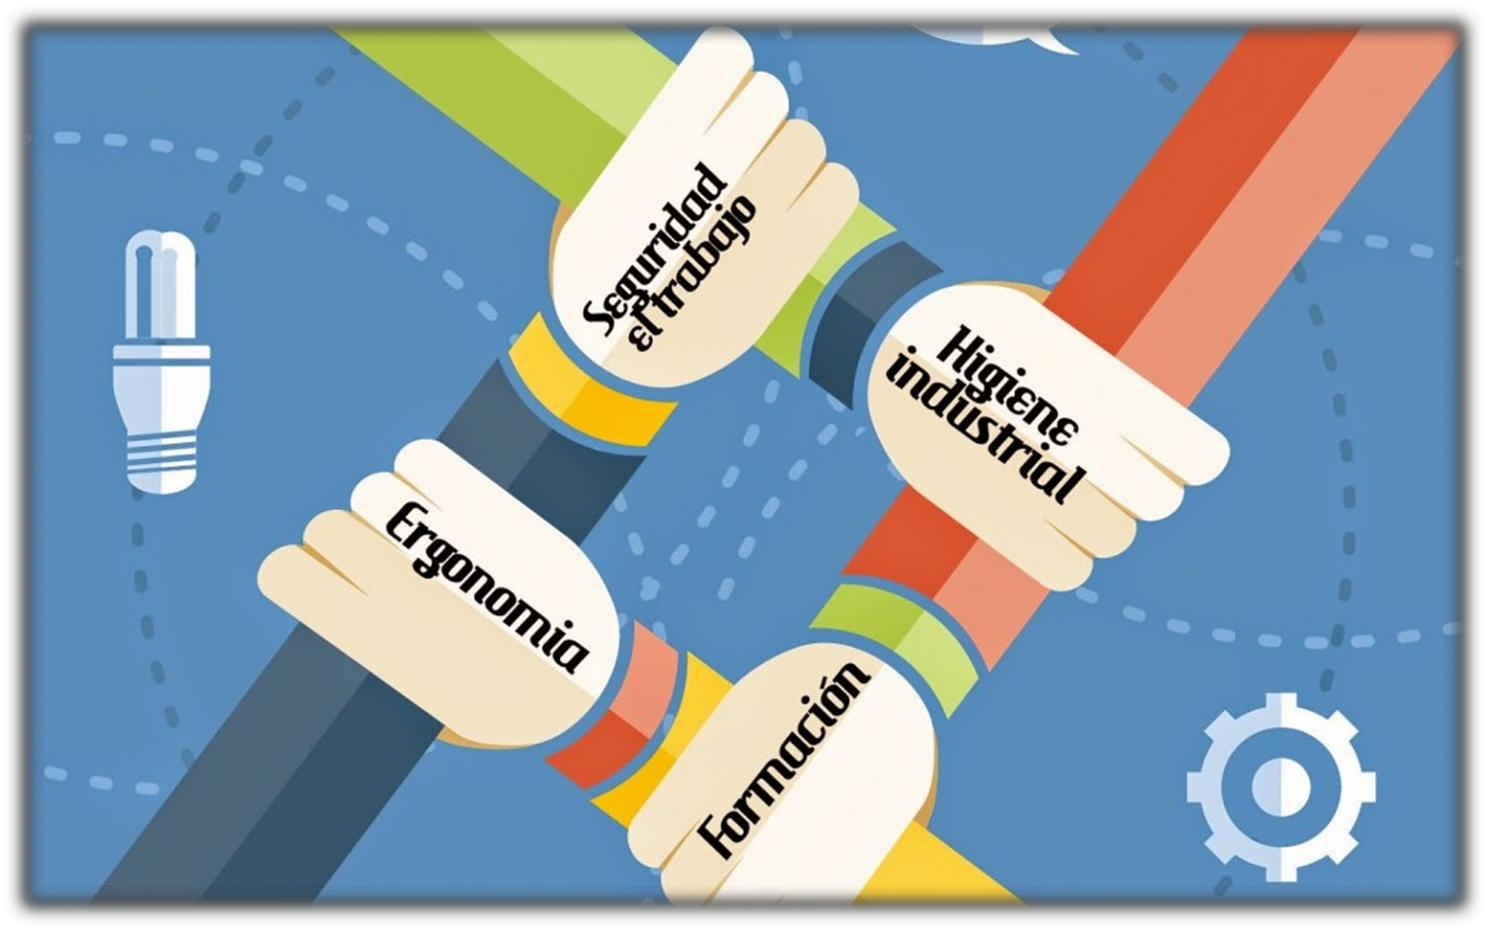 Seguridad
el trabajo
Higiene
industrial
Ergonomia
Formación